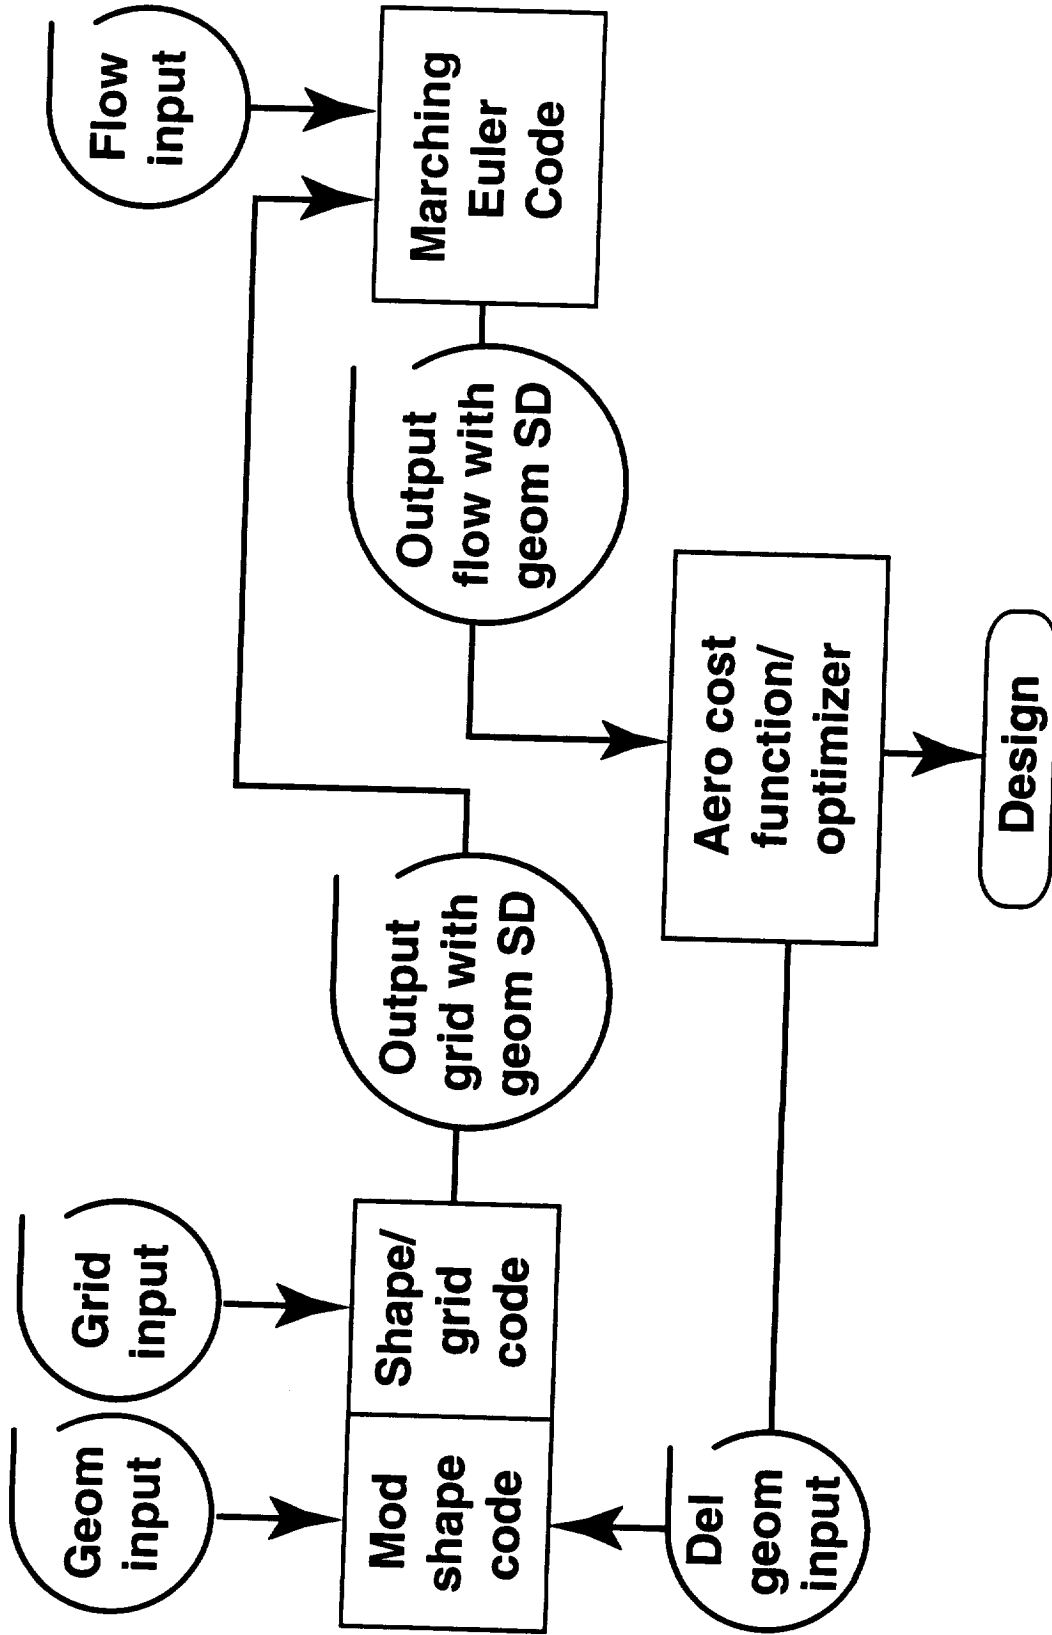 Geom
input
Grid
input
Flow
input
Mod
shape
code
Shape/
grid
code
Output
grid with
geom SD
Output
flow with
geom SD
Marching
Euler
Code
Del
geom
input
Aero cost
function/
optimizer
Design